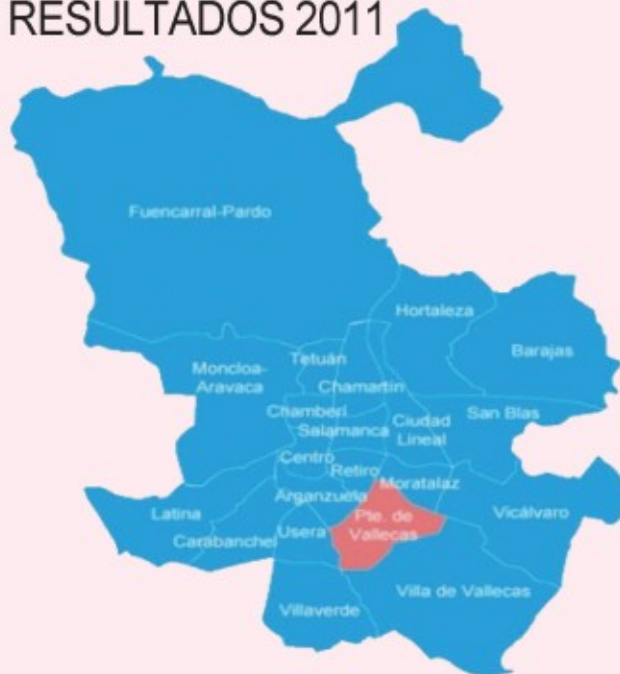 RESULTADOS 2011
Fuencarral-Pardo
Hortaleza
Barajas
Tetuán
Moncloa-
Aravaca
Chamartín
Chamberí
San Blas
Ciudad
Lineal
Salamanca
Centro
Retiro
Moratalaz
Arganzuela
Latina
Pte. de
Vallecas
Vicálvaro
Usera
Carabanchel
Villa de Vallecas
Villaverde